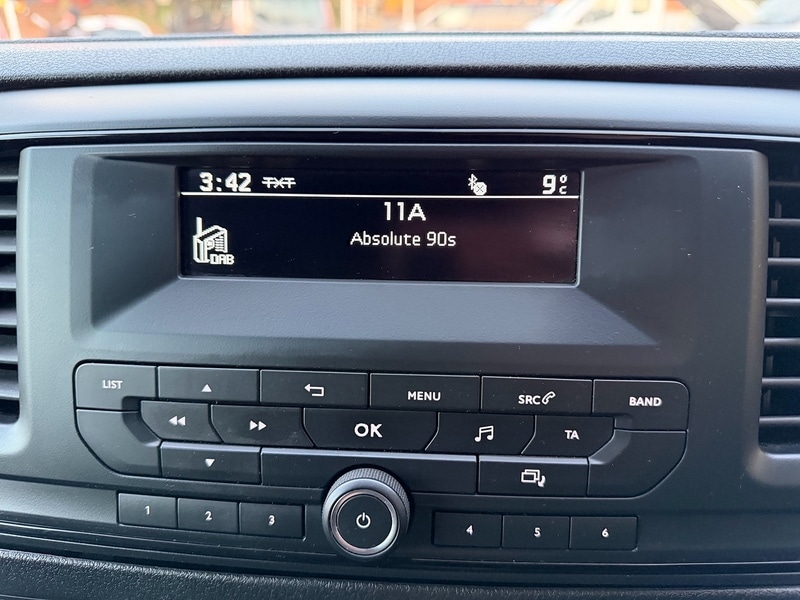 3:42 TXT 9°C
11A
Absolute 90s
DAB
LIST MENU SRC BAND
OK TA
1 2 3 4 5 6